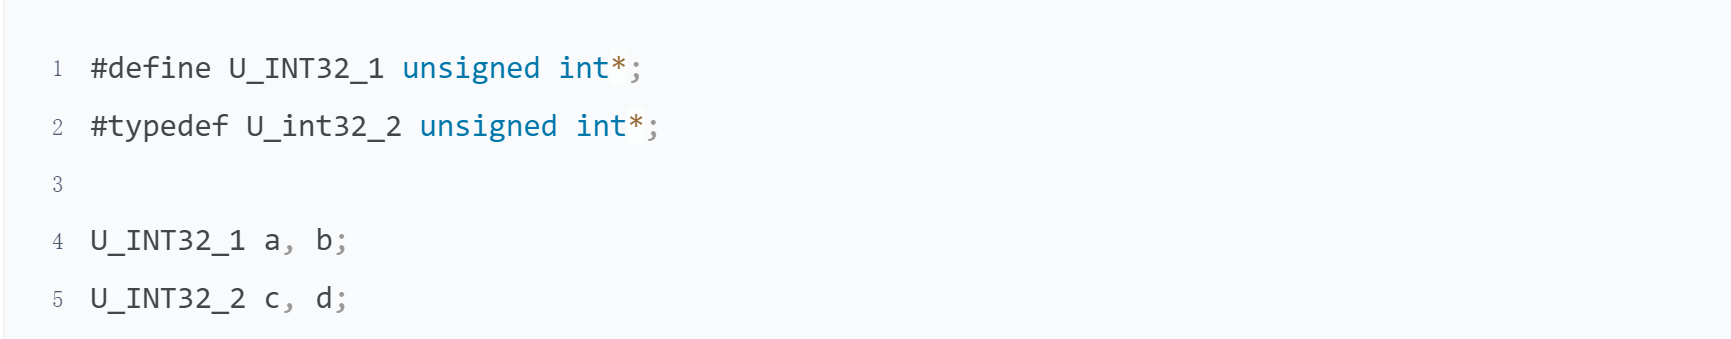 1 #define U_INT32_1 unsigned int*;
2 #typedef U_int32_2 unsigned int*;
3
4 U_INT32_1 a, b;
5 U_INT32_2 c, d;